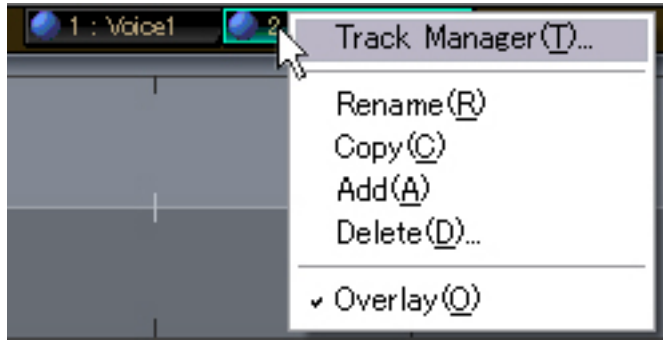 1 : Voice1 2
Track Manager(T)...
Rename(R)
Copy(C)
Add(A)
Delete(D)...
Overlay(O)